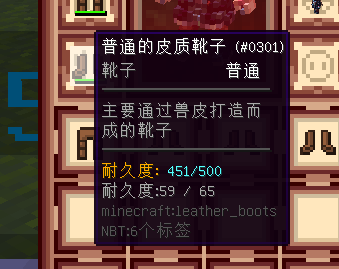 普通的皮质靴子 (#0301)
靴子 普通
主要通过兽皮打造而
成的靴子
耐久度: 451/500
耐久度:59 / 65
minecraft:leather_boots
NBT:6个标签